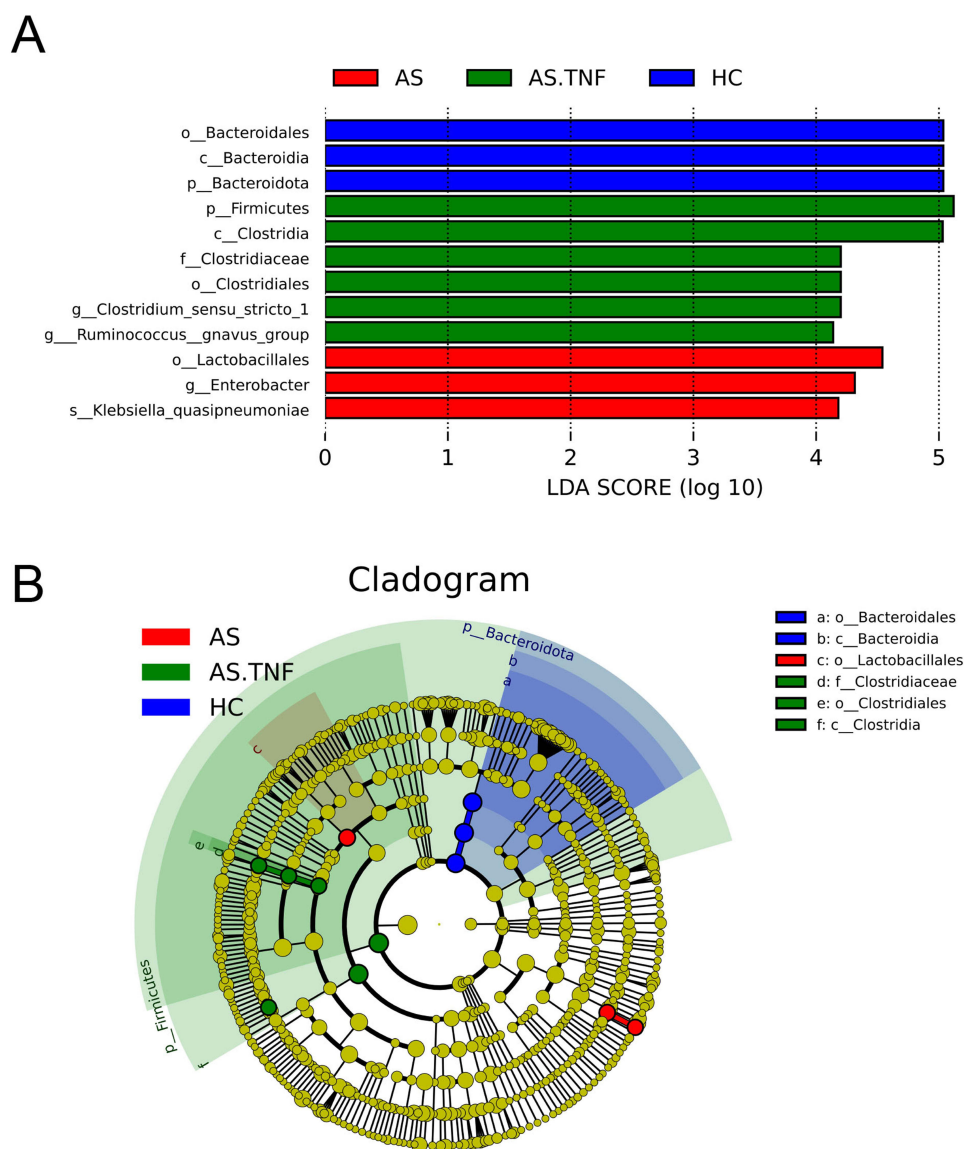 A
AS AS.TNF HC
o__Bacteroidales
c__Bacteroidia
p__Bacteroidota
p__Firmicutes
c__Clostridia
f__Clostridiaceae
o__Clostridiales
g__Clostridium_sensu_stricto_1
g___Ruminococcus__gnavus_group
o__Lactobacillales
g__Enterobacter
s__Klebsiella_quasipneumoniae
0 1 2 3 4 5
LDA SCORE (log 10)
B
Cladogram
AS
AS.TNF
HC
a: o__Bacteroidales
b: c__Bacteroidia
c: o__Lactobacillales
d: f__Clostridiaceae
e: o__Clostridiales
f: c__Clostridia
p__Bacteroidota
b
a
c
e
d
p__Firmicutes
f